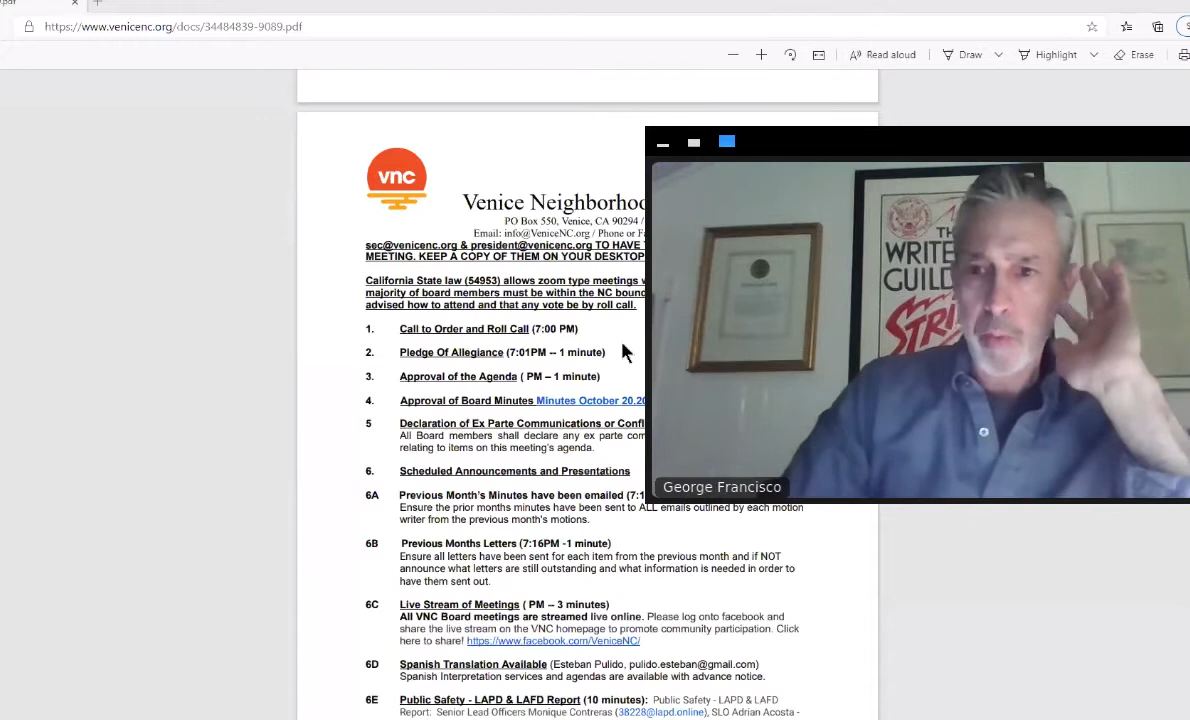 .pdf
https://www.venicenc.org/docs/34484839-9089.pdf
Read aloud
Draw
Highlight
Erase
vnc
Venice Neighborhoo
PO Box 550, Venice, CA 90294 /
Email: info@VeniceNC.org / Phone or Fa
sec@venicenc.org & president@venicenc.org TO HAVE
MEETING. KEEP A COPY OF THEM ON YOUR DESKTOP
California State law (54953) allows zoom type meetings
majority of board members must be within the NC bound
advised how to attend and that any vote be by roll call.
1. Call to Order and Roll Call (7:00 PM)
2. Pledge Of Allegiance (7:01PM -- 1 minute)
3. Approval of the Agenda ( PM – 1 minute)
4. Approval of Board Minutes Minutes October 20.20
5 Declaration of Ex Parte Communications or Confl
All Board members shall declare any ex parte com
relating to items on this meeting's agenda.
6. Scheduled Announcements and Presentations
6A Previous Month's Minutes have been emailed (7:1
Ensure the prior months minutes have been sent to ALL emails outlined by each motion
writer from the previous month's motions.
6B Previous Months Letters (7:16PM -1 minute)
Ensure all letters have been sent for each item from the previous month and if NOT
announce what letters are still outstanding and what information is needed in order to
have them sent out.
6C Live Stream of Meetings ( PM -- 3 minutes)
All VNC Board meetings are streamed live online. Please log onto facebook and
share the live stream on the VNC homepage to promote community participation. Click
here to share! https://www.facebook.com/VeniceNC/
6D Spanish Translation Available (Esteban Pulido, pulido.esteban@gmail.com)
Spanish Interpretation services and agendas are available with advance notice.
6E Public Safety - LAPD & LAFD Report (10 minutes): Public Safety - LAPD & LAFD
Report: Senior Lead Officers Monique Contreras (38228@lapd.online), SLO Adrian Acosta -
THE
WRITE
GUILD
STRI
George Francisco